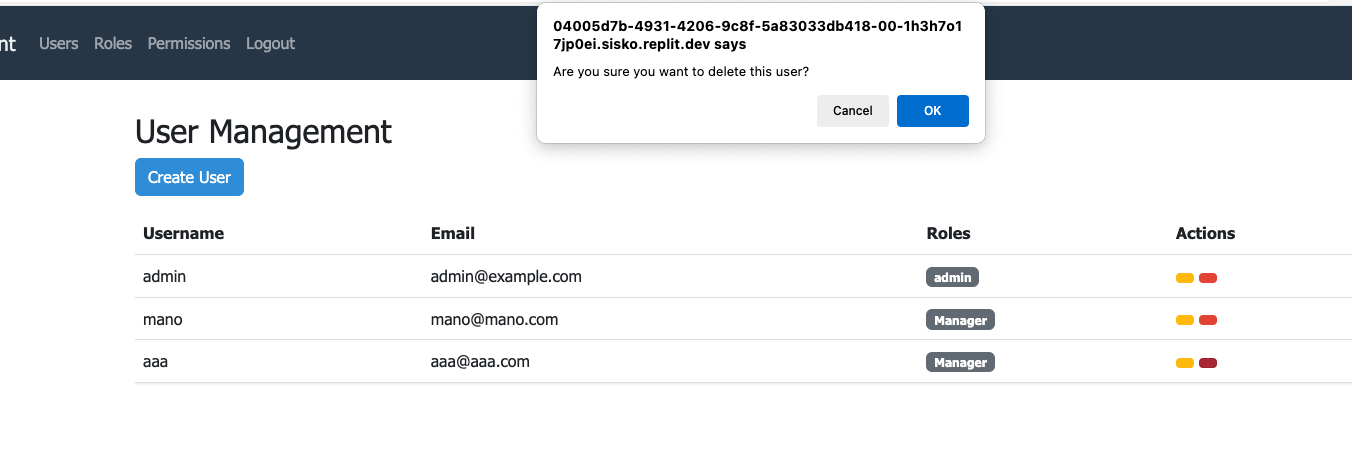 04005d7b-4931-4206-9c8f-5a83033db418-00-1h3h7o1
7jp0ei.sisko.replit.dev says
Are you sure you want to delete this user?
Cancel OK
Users Roles Permissions Logout
User Management
Create User
Username Email Roles Actions
admin admin@example.com admin
mano mano@mano.com Manager
aaa aaa@aaa.com Manager